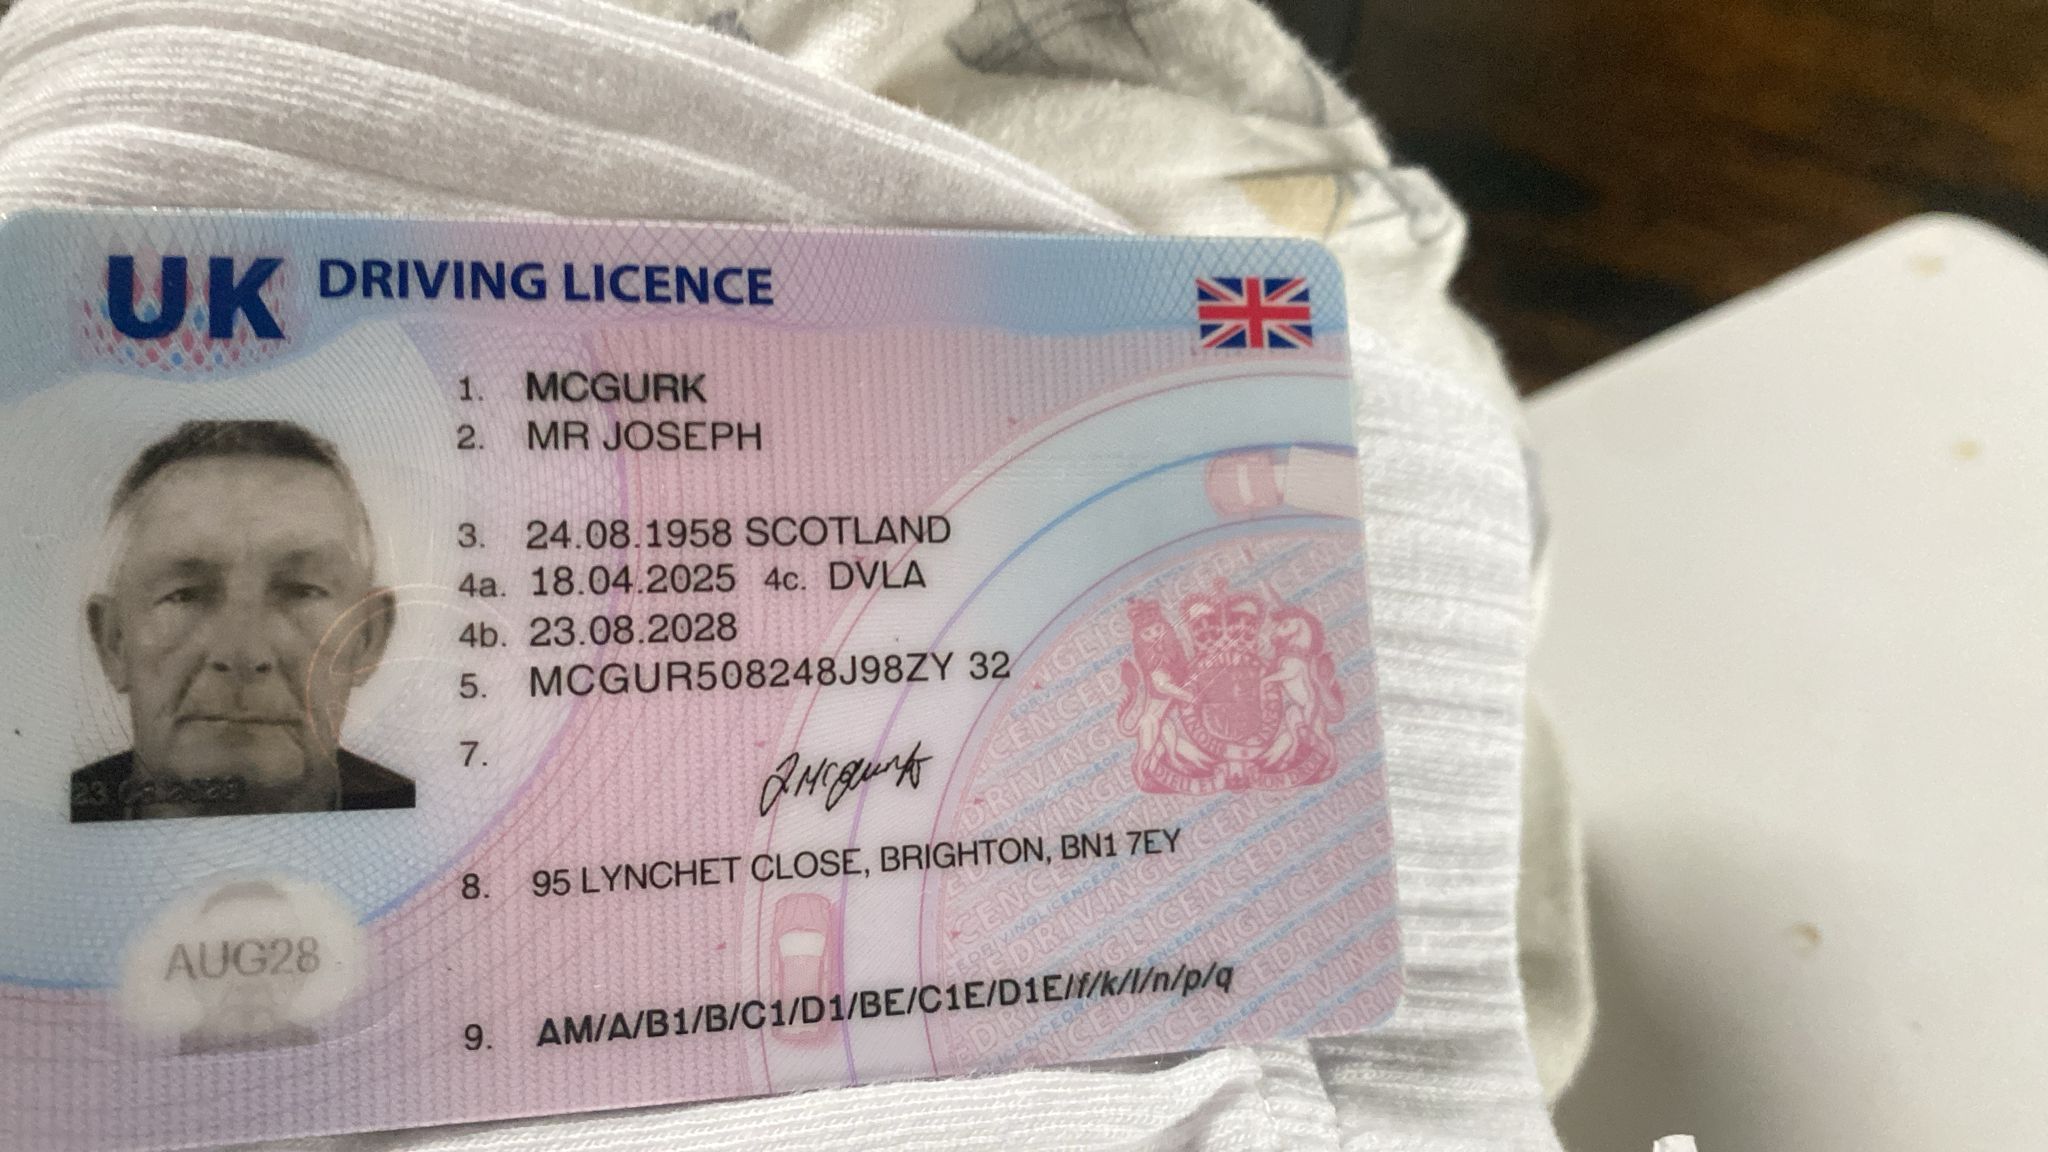 UK DRIVING LICENCE
1. MCGURK
2. MR JOSEPH
3. 24.08.1958 SCOTLAND
4a. 18.04.2025 4c. DVLA
4b. 23.08.2028
5. MCGUR508248J98ZY 32
7. J McGurk
8. 95 LYNCHET CLOSE, BRIGHTON, BN1 7EY
AUG28
9. AM/A/B1/B/C1/D1/BE/C1E/D1E/f/k/l/n/p/q